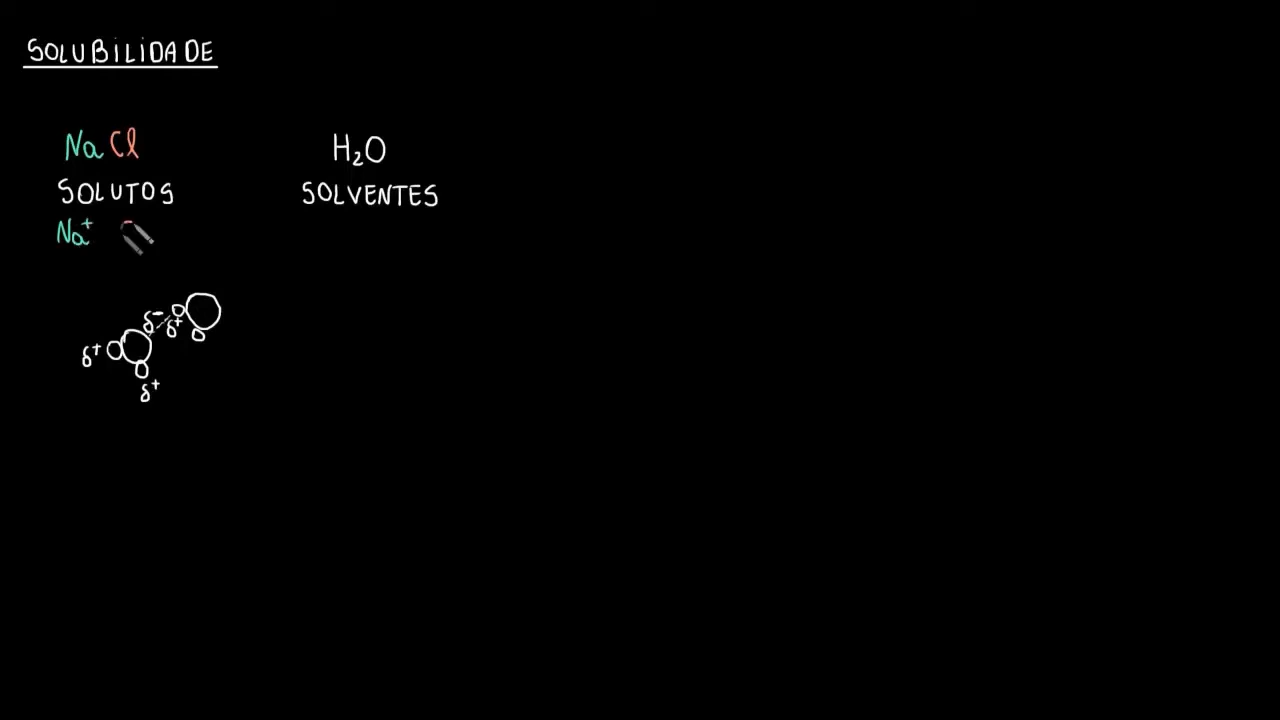 SOLUBILIDADE
NaCl H₂O
SOLUTOS SOLVENTES
Na⁺
δ⁻ δ⁺
δ⁺
δ⁺